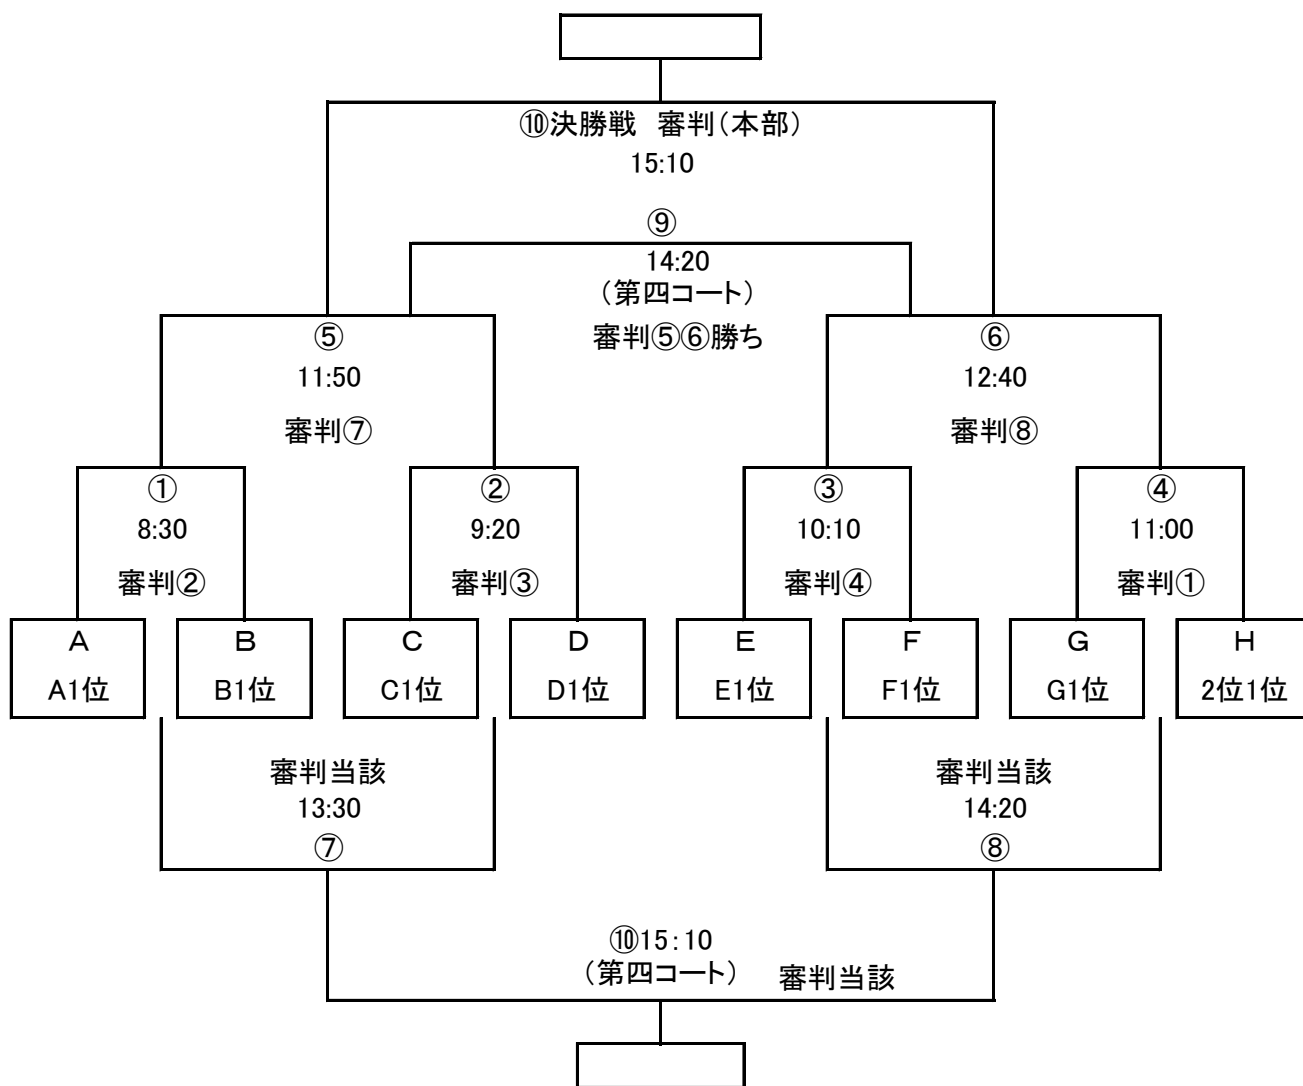 ⑩決勝戦　審判（本部）
15:10
⑨
14:20
（第四コート）
審判⑤⑥勝ち
⑤
11:50
審判⑦
⑥
12:40
審判⑧
①
8:30
審判②
②
9:20
審判③
③
10:10
審判④
④
11:00
審判①
A
A1位
B
B1位
C
C1位
D
D1位
E
E1位
F
F1位
G
G1位
H
2位1位
審判当該
13:30
⑦
審判当該
14:20
⑧
⑩15：10
（第四コート）
審判当該